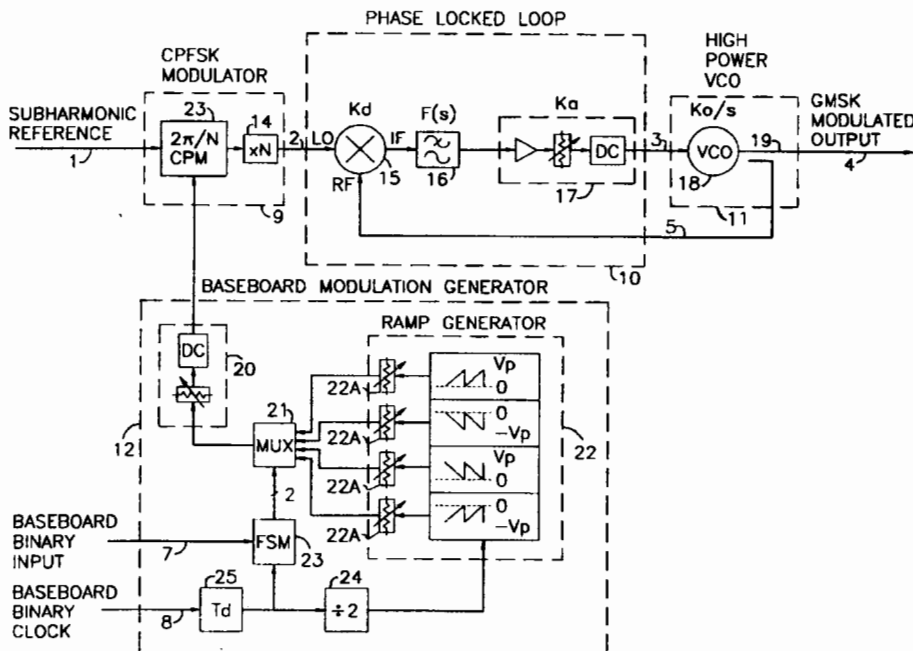 PHASE LOCKED LOOP
CPFSK
MODULATOR
HIGH
POWER
VCO
SUBHARMONIC
REFERENCE
1
23
2π/N
CPM
14
xN
2
LO
Kd
IF
RF
15
F(s)
16
Ka
DC
17
3
Ko/s
VCO
18
19
GMSK
MODULATED
OUTPUT
4
9
5
11
10
BASEBOARD MODULATION GENERATOR
RAMP GENERATOR
DC
20
12
21
MUX
22A
22A
22A
22A
Vp
0
0
-Vp
Vp
0
0
-Vp
22
2
BASEBOARD
BINARY
INPUT
7
FSM
23
BASEBOARD
BINARY
CLOCK
8
25
Td
24
÷2